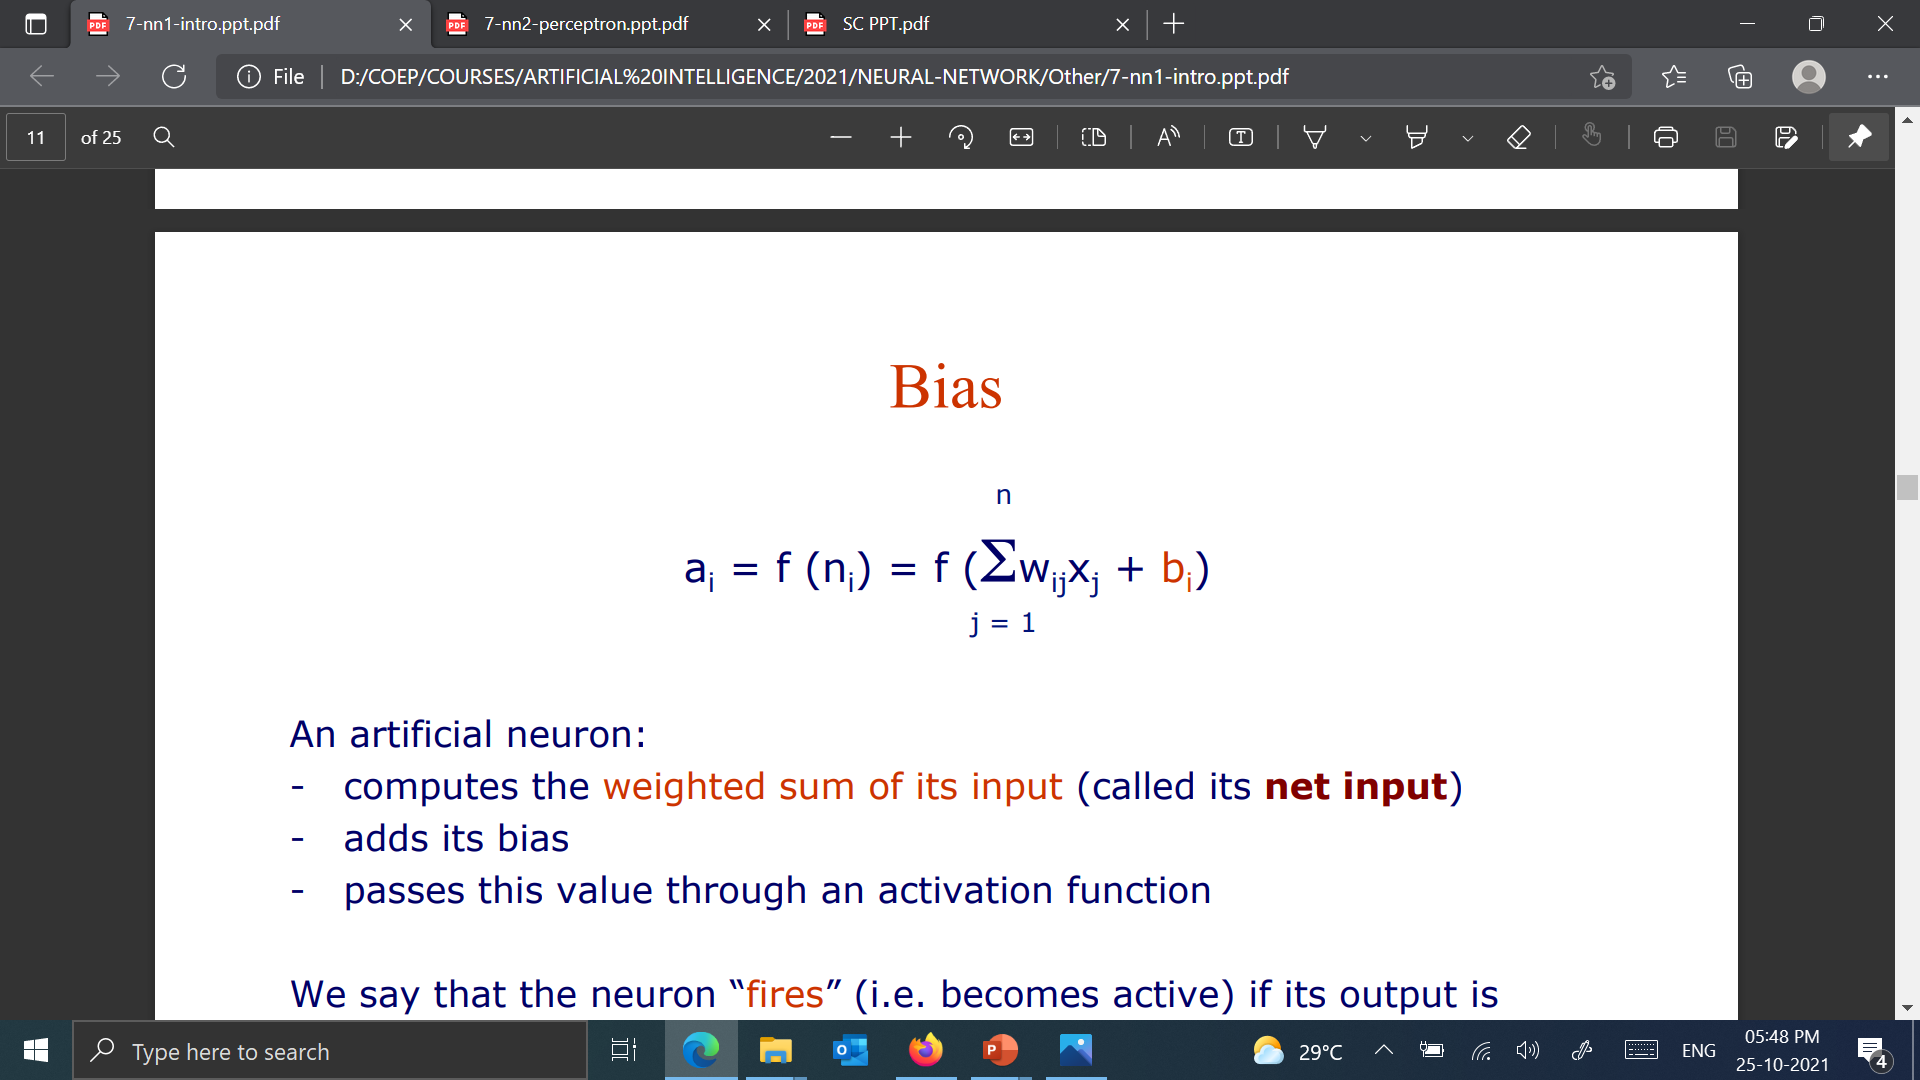 7-nn1-intro.ppt.pdf
7-nn2-perceptron.ppt.pdf
SC PPT.pdf
File
D:/COEP/COURSES/ARTIFICIAL%20INTELLIGENCE/2021/NEURAL-NETWORK/Other/7-nn1-intro.ppt.pdf
11 of 25
Bias
n
aᵢ = f (nᵢ) = f (Σwᵢⱼxⱼ + bᵢ)
j = 1
An artificial neuron:
- computes the weighted sum of its input (called its net input)
- adds its bias
- passes this value through an activation function
We say that the neuron “fires” (i.e. becomes active) if its output is
Type here to search
29°C
ENG
05:48 PM
25-10-2021
4